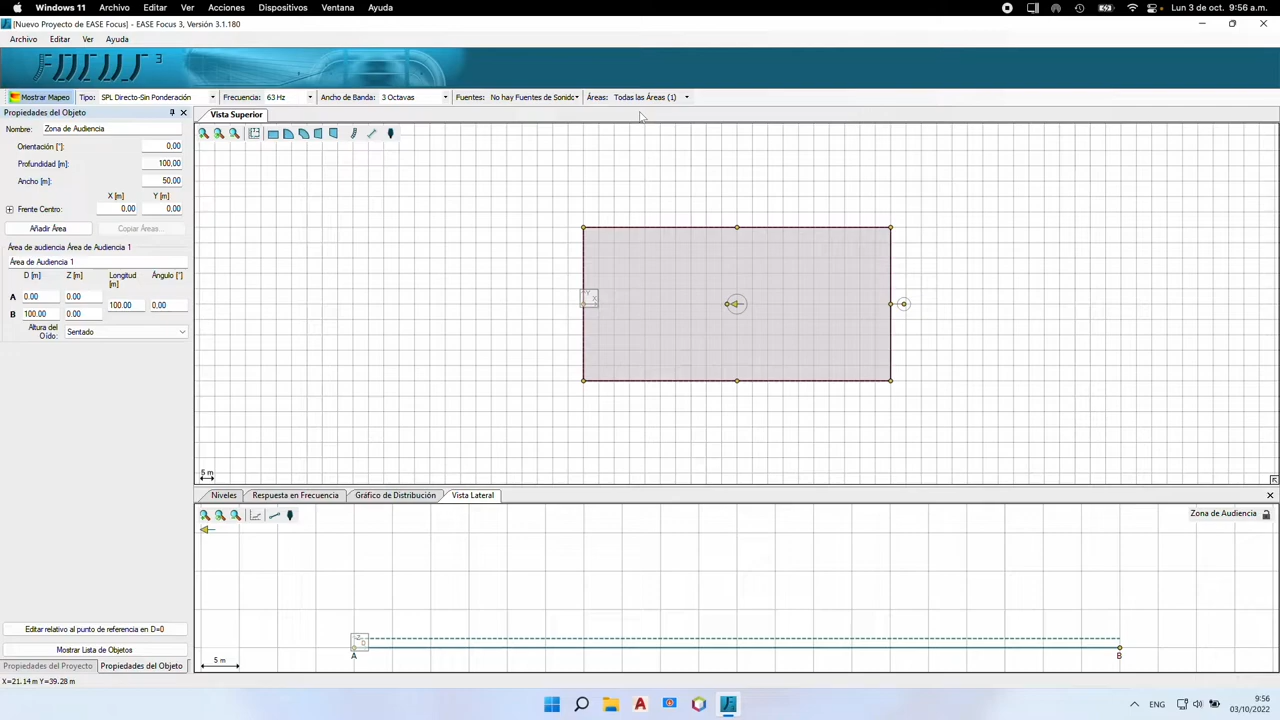 Windows 11 Archivo Editar Ver Acciones Dispositivos Ventana Ayuda Lun 3 de oct. 9:56 a.m.
[Nuevo Proyecto de EASE Focus] - EASE Focus 3, Versión 3.1.180
Archivo Editar Ver Ayuda
FOCUS 3
Mostrar Mapeo Tipo: SPL Directo-Sin Ponderación Frecuencia: 63 Hz Ancho de Banda: 3 Octavas Fuentes: No hay Fuentes de Sonido Áreas: Todas las Áreas (1)
Propiedades del Objeto
Vista Superior
Nombre: Zona de Audiencia
Orientación [°]: 0.00
Profundidad [m]: 100.00
Ancho [m]: 50.00
X [m] Y [m]
Frente Centro: 0.00 0.00
Añadir Área Copiar Áreas...
Área de audiencia Área de Audiencia 1
Área de Audiencia 1
D [m] Z [m] Longitud [m] Ángulo [°]
A 0.00 0.00 100.00 0.00
B 100.00 0.00
Altura del Oído: Sentado
Y
X
5 m
Niveles Respuesta en Frecuencia Gráfico de Distribución Vista Lateral
Zona de Audiencia
Z
D
A B
5 m
Editar relativo al punto de referencia en D=0
Mostrar Lista de Objetos
Propiedades del Proyecto Propiedades del Objeto
X=21.14 m Y=39.28 m
ENG 9:56
03/10/2022